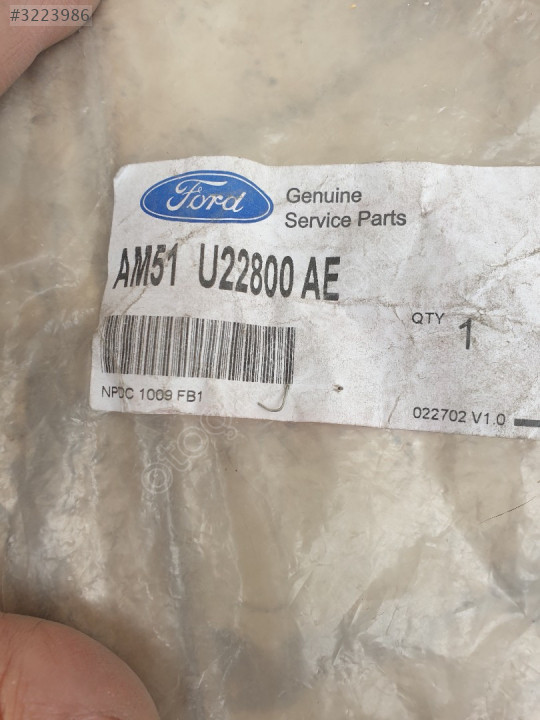 #3223986
Ford
Genuine
Service Parts
AM51 U22800 AE
QTY 1
NPDC 1009 FB1
022702 V1.0